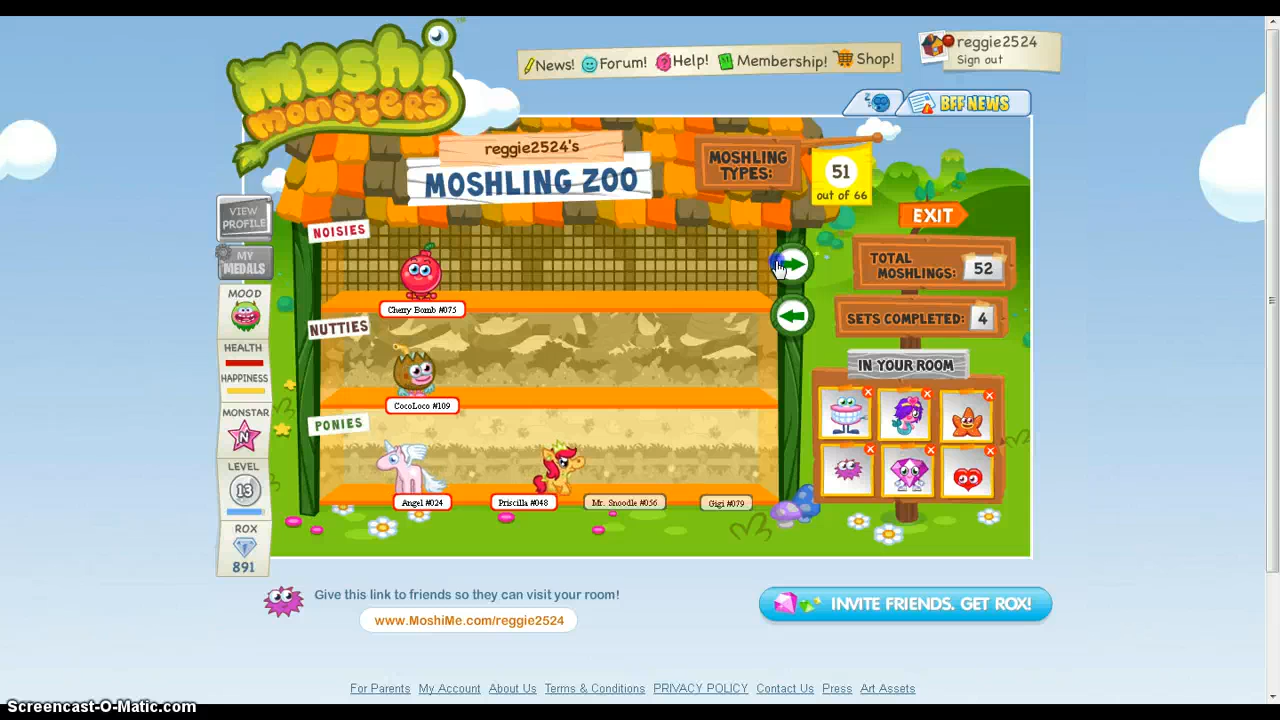 moshi
monsters
TM
News! Forum! Help! Membership! Shop!
reggie2524
Sign out
BFF NEWS
reggie2524's
MOSHLING ZOO
MOSHLING
TYPES:
51
out of 66
EXIT
VIEW
PROFILE
MY
MEDALS
MOOD
HEALTH
HAPPINESS
MONSTAR
N
LEVEL
13
ROX
891
NOISIES
Cherry Bomb #075
NUTTIES
CocoLoco #109
PONIES
Angel #024 Priscilla #048 Mr. Snoodle #056 Gigi #079
TOTAL
MOSHLINGS: 52
SETS COMPLETED: 4
IN YOUR ROOM
Give this link to friends so they can visit your room!
www.MoshiMe.com/reggie2524
INVITE FRIENDS. GET ROX!
For Parents My Account About Us Terms & Conditions PRIVACY POLICY Contact Us Press Art Assets
Screencast-O-Matic.com